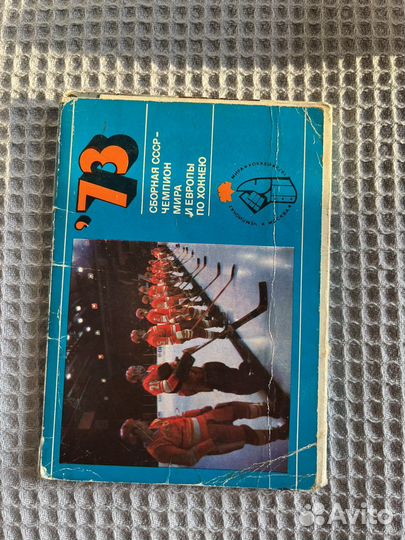 '73
СБОРНАЯ СССР–
ЧЕМПИОН
МИРА
И ЕВРОПЫ
ПО ХОККЕЮ
Avito